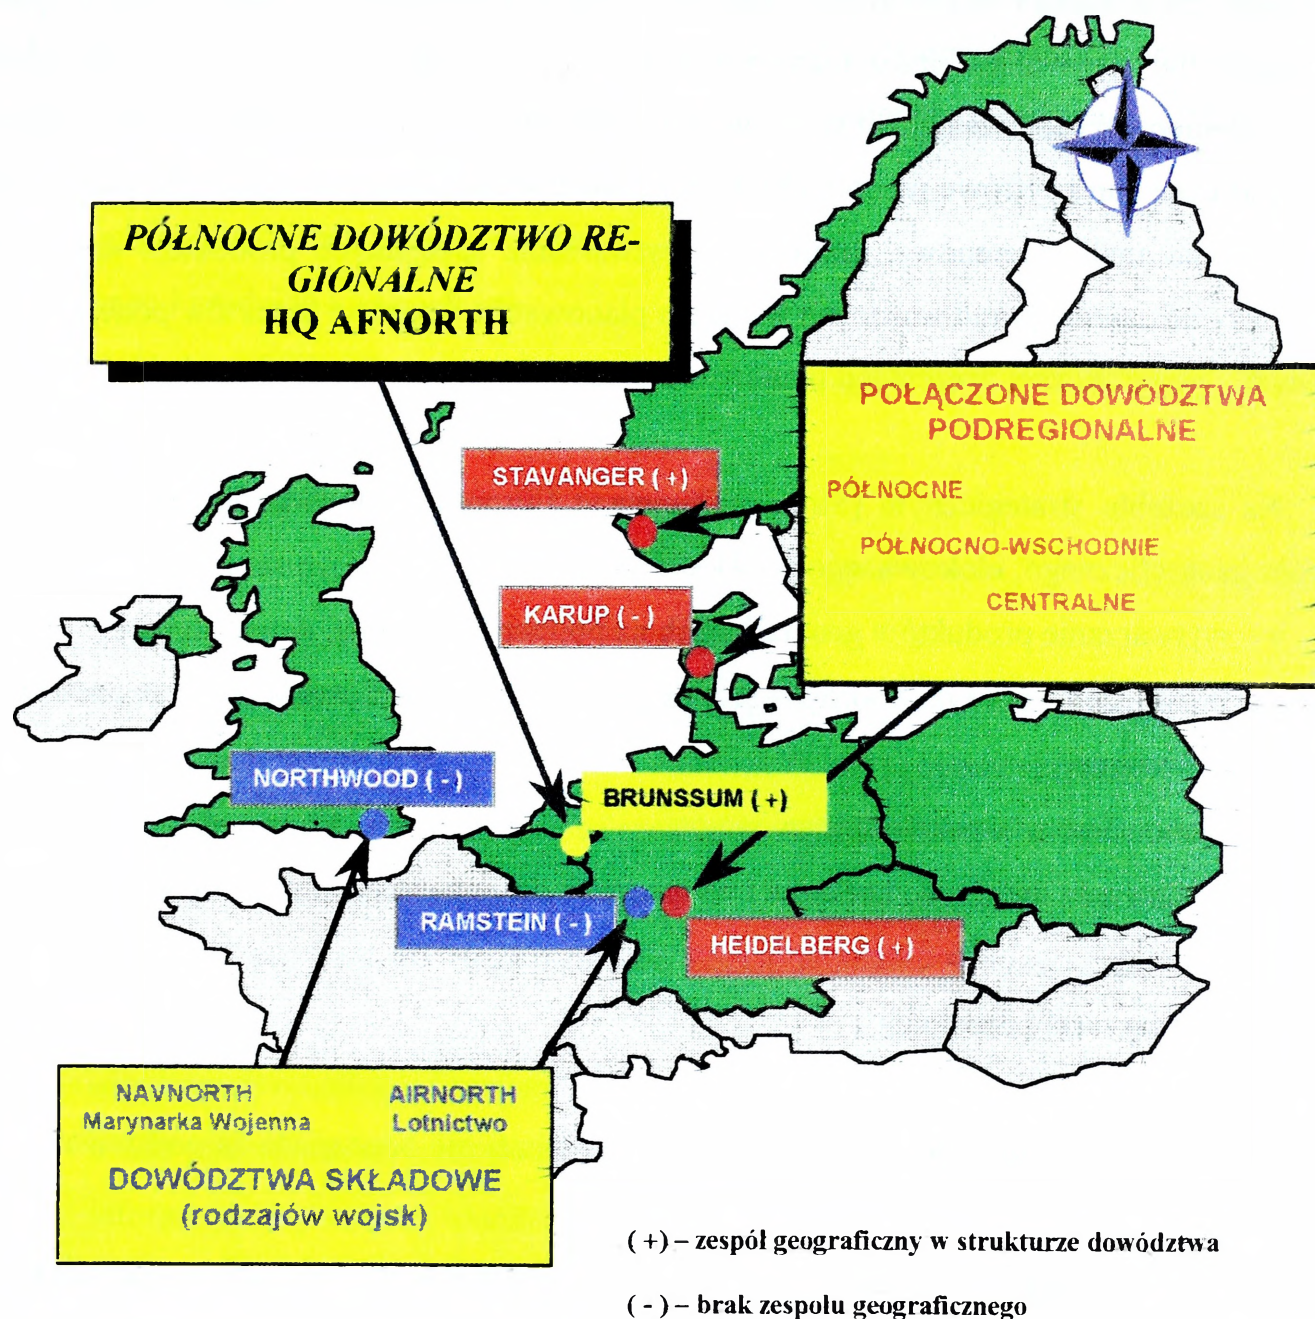 PÓŁNOCNE DOWÓDZTWO RE-
GIONALNE
HQ AFNORTH
POŁĄCZONE DOWÓDZTWA
PODREGIONALNE
PÓŁNOCNE
PÓŁNOCNO-WSCHODNIE
CENTRALNE
STAVANGER ( + )
KARUP ( - )
NORTHWOOD ( - )
BRUNSSUM ( + )
RAMSTEIN ( - )
HEIDELBERG ( + )
NAVNORTH
Marynarka Wojenna
AIRNORTH
Lotnictwo
DOWÓDZTWA SKŁADOWE
(rodzajów wojsk)
( + ) – zespół geograficzny w strukturze dowództwa
( - ) – brak zespołu geograficznego